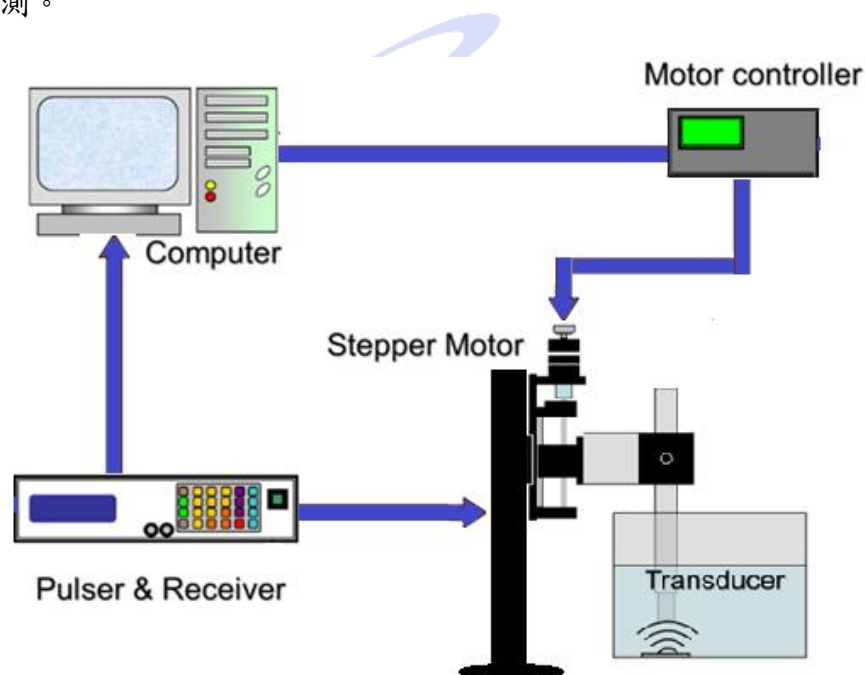 測。
Motor controller
Computer
Stepper Motor
Transducer
Pulser & Receiver